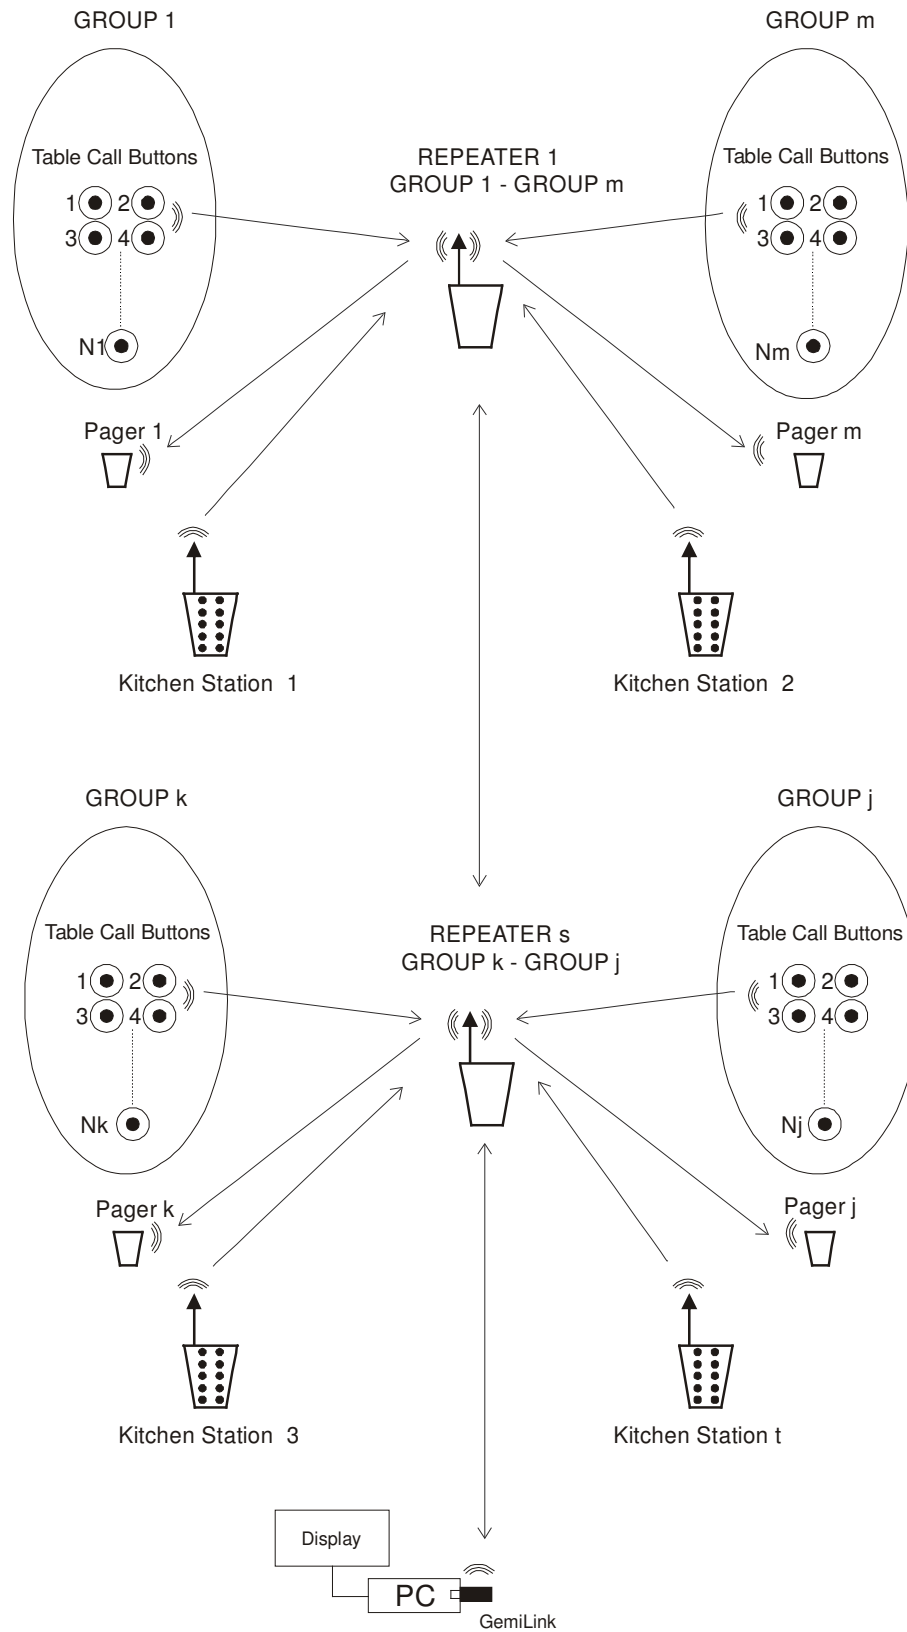 GROUP 1
GROUP m
Table Call Buttons
1 2
3 4
N1
REPEATER 1
GROUP 1 - GROUP m
Table Call Buttons
1 2
3 4
Nm
Pager 1
Pager m
Kitchen Station 1
Kitchen Station 2
GROUP k
GROUP j
Table Call Buttons
1 2
3 4
Nk
REPEATER s
GROUP k - GROUP j
Table Call Buttons
1 2
3 4
Nj
Pager k
Pager j
Kitchen Station 3
Kitchen Station t
Display
PC
GemiLink